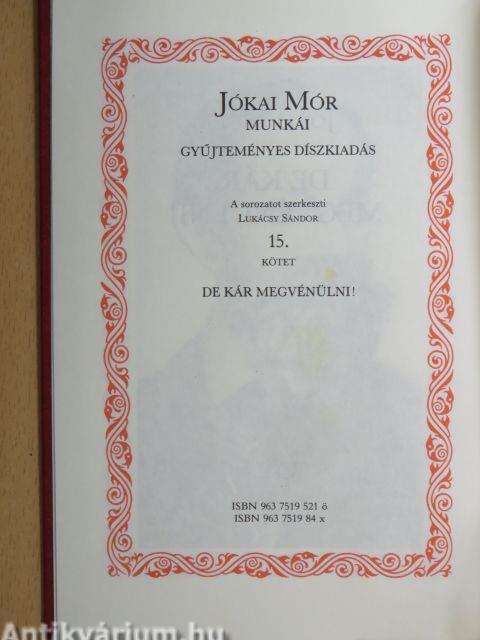 JÓKAI MÓR
MUNKÁI
GYŰJTEMÉNYES DÍSZKIADÁS
A sorozatot szerkeszti
LUKÁCSY SÁNDOR
15.
KÖTET
DE KÁR MEGVÉNÜLNI!
ISBN 963 7519 521 ö
ISBN 963 7519 84 x
Antikvárium.hu